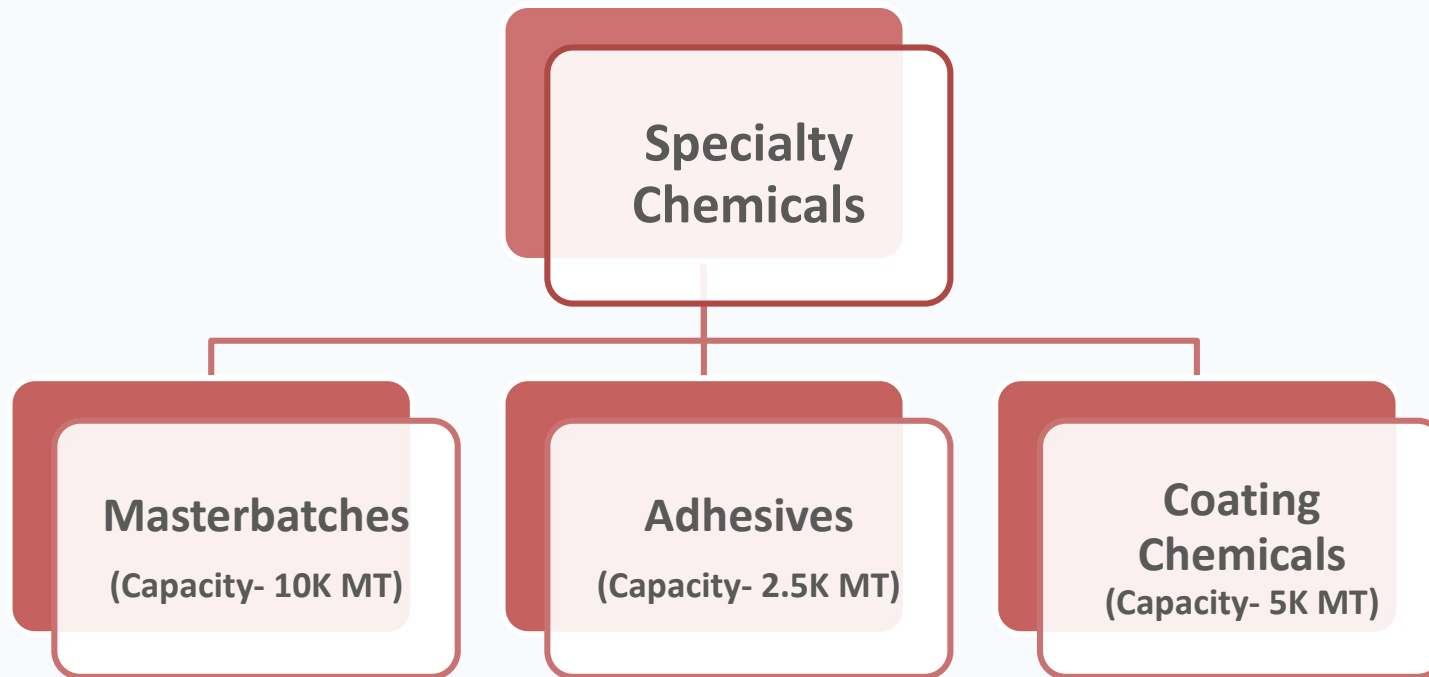 Specialty
Chemicals
Masterbatches
(Capacity- 10K MT)
Adhesives
(Capacity- 2.5K MT)
Coating
Chemicals
(Capacity- 5K MT)